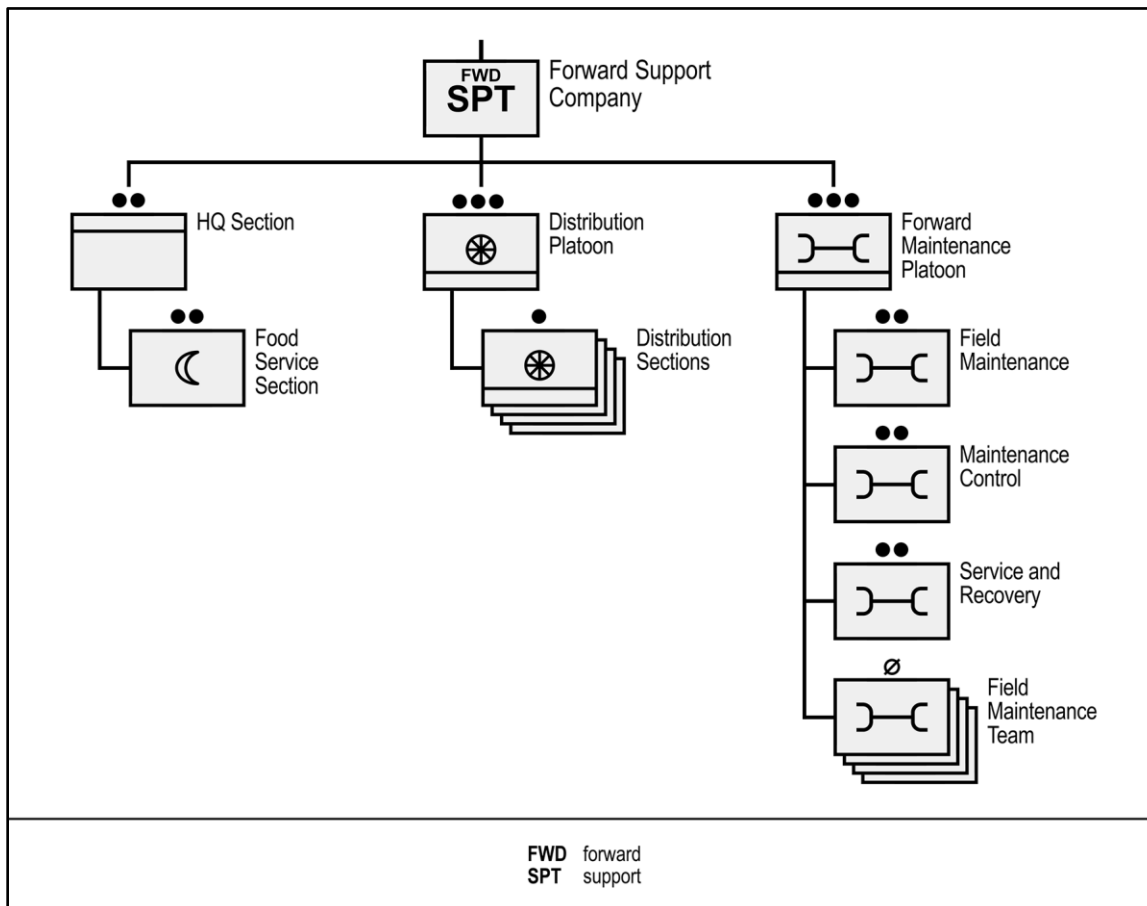 FWD
SPT
Forward Support
Company
HQ Section
Distribution
Platoon
Forward
Maintenance
Platoon
Food
Service
Section
Distribution
Sections
Field
Maintenance
Maintenance
Control
Service and
Recovery
Field
Maintenance
Team
FWD forward
SPT support